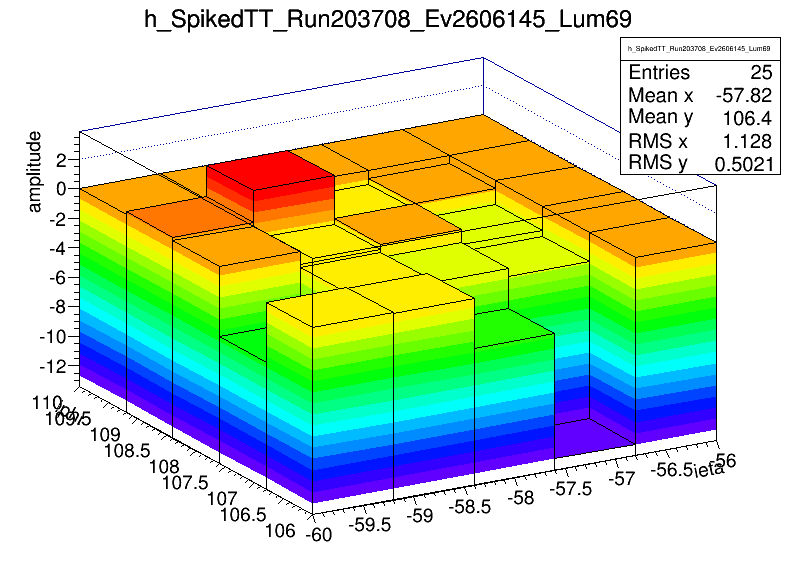 h_SpikedTT_Run203708_Ev2606145_Lum69
h_SpikedTT_Run203708_Ev2606145_Lum69
Entries 25
Mean x -57.82
Mean y 106.4
RMS x 1.128
RMS y 0.5021
amplitude
2
0
-2
-4
-6
-8
-10
-12
110
109.5
109
108.5
108
107.5
107
106.5
106
iphi
-60
-59.5
-59
-58.5
-58
-57.5
-57
-56.5
-56
ieta